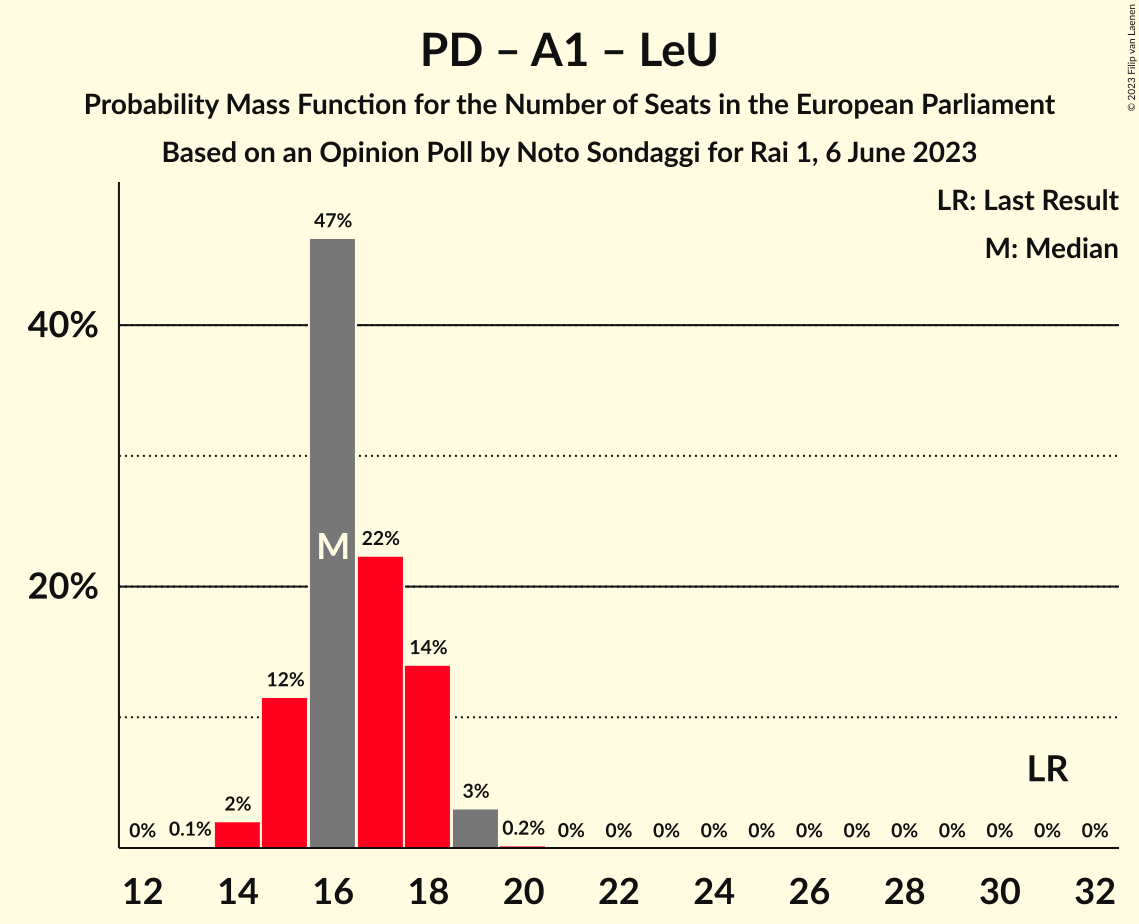 PD – A1 – LeU
Probability Mass Function for the Number of Seats in the European Parliament
Based on an Opinion Poll by Noto Sondaggi for Rai 1, 6 June 2023
© 2023 Filip van Laenen
LR: Last Result
M: Median
40%
20%
0% 0.1% 2% 12% 47% 22% 14% 3% 0.2% 0% 0% 0% 0% 0% 0% 0% 0% 0% 0% 0% 0%
M
LR
12 14 16 18 20 22 24 26 28 30 32